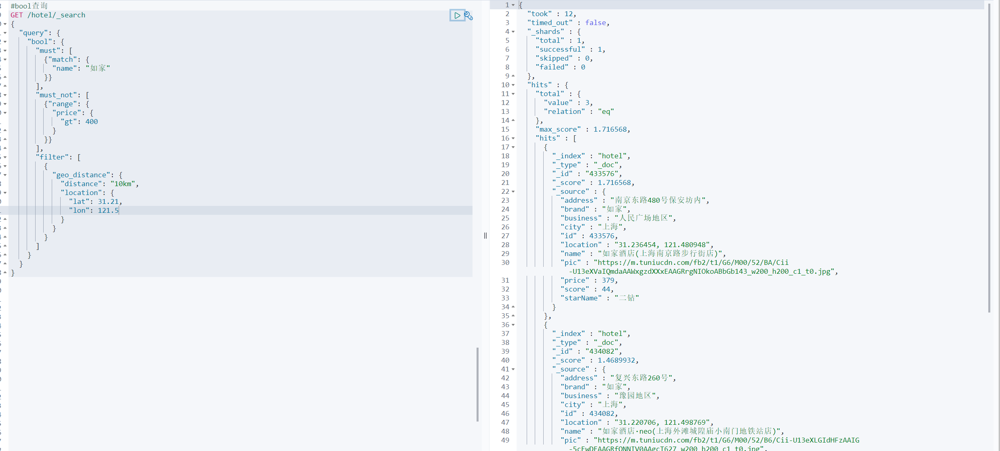 #bool查询
GET /hotel/_search
{
  "query": {
    "bool": {
      "must": [
        {"match": {
          "name": "如家"
        }}
      ],
      "must_not": [
        {"range": {
          "price": {
            "gt": 400
          }
        }}
      ],
      "filter": [
        {
          "geo_distance": {
            "distance": "10km",
            "location": {
              "lat": 31.21,
              "lon": 121.5
            }
          }
        }
      ]
    }
  }
}
1 {
2 "took" : 12,
3 "timed_out" : false,
4 "_shards" : {
5 "total" : 1,
6 "successful" : 1,
7 "skipped" : 0,
8 "failed" : 0
9 },
10 "hits" : {
11 "total" : {
12 "value" : 3,
13 "relation" : "eq"
14 },
15 "max_score" : 1.716568,
16 "hits" : [
17 {
18 "_index" : "hotel",
19 "_type" : "_doc",
20 "_id" : "433576",
21 "_score" : 1.716568,
22 "_source" : {
23 "address" : "南京东路480号保安坊内",
24 "brand" : "如家",
25 "business" : "人民广场地区",
26 "city" : "上海",
27 "id" : 433576,
28 "location" : "31.236454, 121.480948",
29 "name" : "如家酒店(上海南京路步行街店)",
30 "pic" : "https://m.tuniucdn.com/fb2/t1/G6/M00/52/BA/Cii
-U13eXVaIQmdaAAWxgzdXXxEAAGRrgNIOkoABbGb143_w200_h200_c1_t0.jpg",
31 "price" : 379,
32 "score" : 44,
33 "starName" : "二钻"
34 }
35 },
36 {
37 "_index" : "hotel",
38 "_type" : "_doc",
39 "_id" : "434082",
40 "_score" : 1.4689932,
41 "_source" : {
42 "address" : "复兴东路260号",
43 "brand" : "如家",
44 "business" : "豫园地区",
45 "city" : "上海",
46 "id" : 434082,
47 "location" : "31.220706, 121.498769",
48 "name" : "如家酒店·neo(上海外滩城隍庙小南门地铁站店)",
49 "pic" : "https://m.tuniucdn.com/fb2/t1/G6/M00/52/B6/Cii-U13eXLGIdHFzAAIG
-5cEwDEAAGRfQNNIV0AAgcT627_w200_h200_c1_t0.jpg",